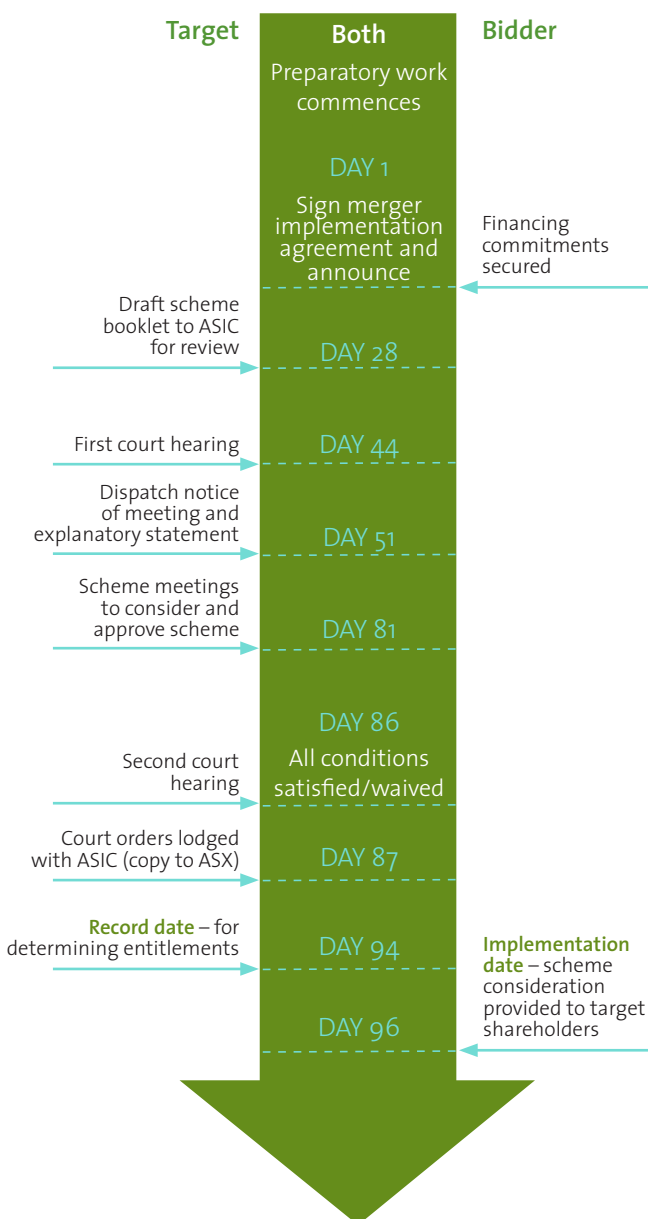 Target
Both
Bidder
Preparatory work
commences
DAY 1
Sign merger
implementation
agreement and
announce
Financing
commitments
secured
Draft scheme
booklet to ASIC
for review
DAY 28
First court hearing
DAY 44
Dispatch notice
of meeting and
explanatory statement
DAY 51
Scheme meetings
to consider and
approve scheme
DAY 81
DAY 86
All conditions
satisfied/waived
Second court
hearing
Court orders lodged
with ASIC (copy to ASX)
DAY 87
Record date – for
determining entitlements
DAY 94
Implementation
date – scheme
consideration
provided to target
shareholders
DAY 96